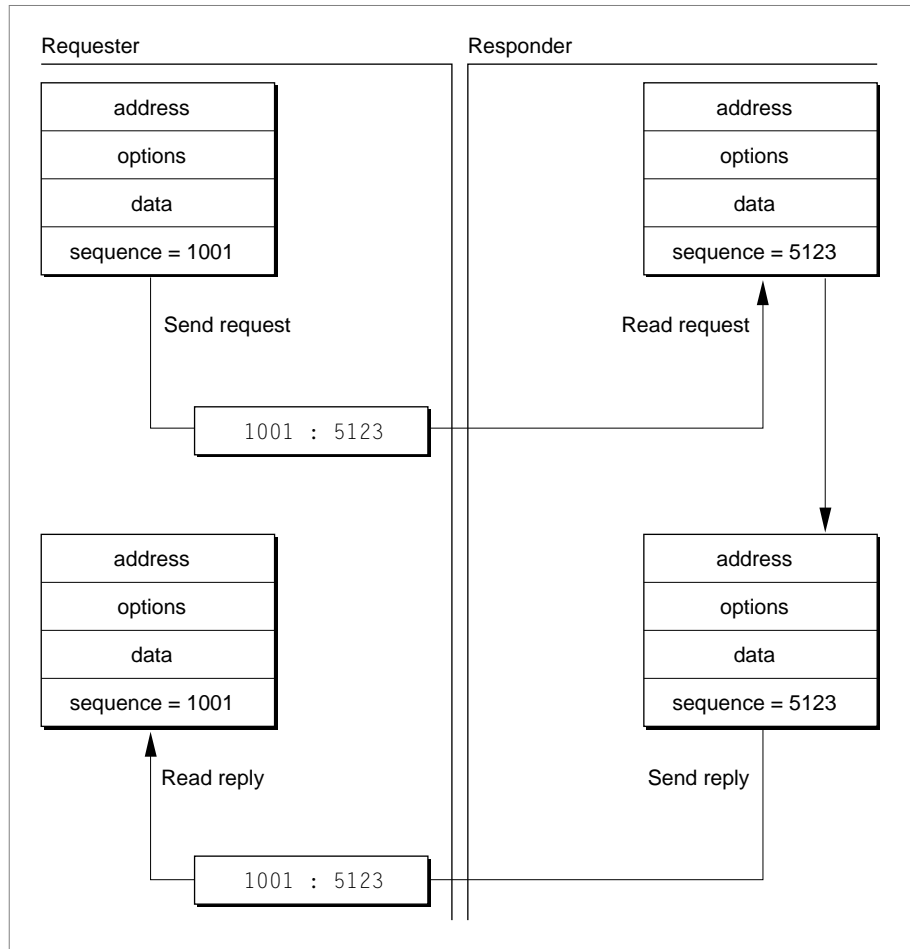 Requester
Responder
address
options
data
sequence = 1001
address
options
data
sequence = 5123
Send request
Read request
1001 : 5123
address
options
data
sequence = 1001
address
options
data
sequence = 5123
Read reply
Send reply
1001 : 5123